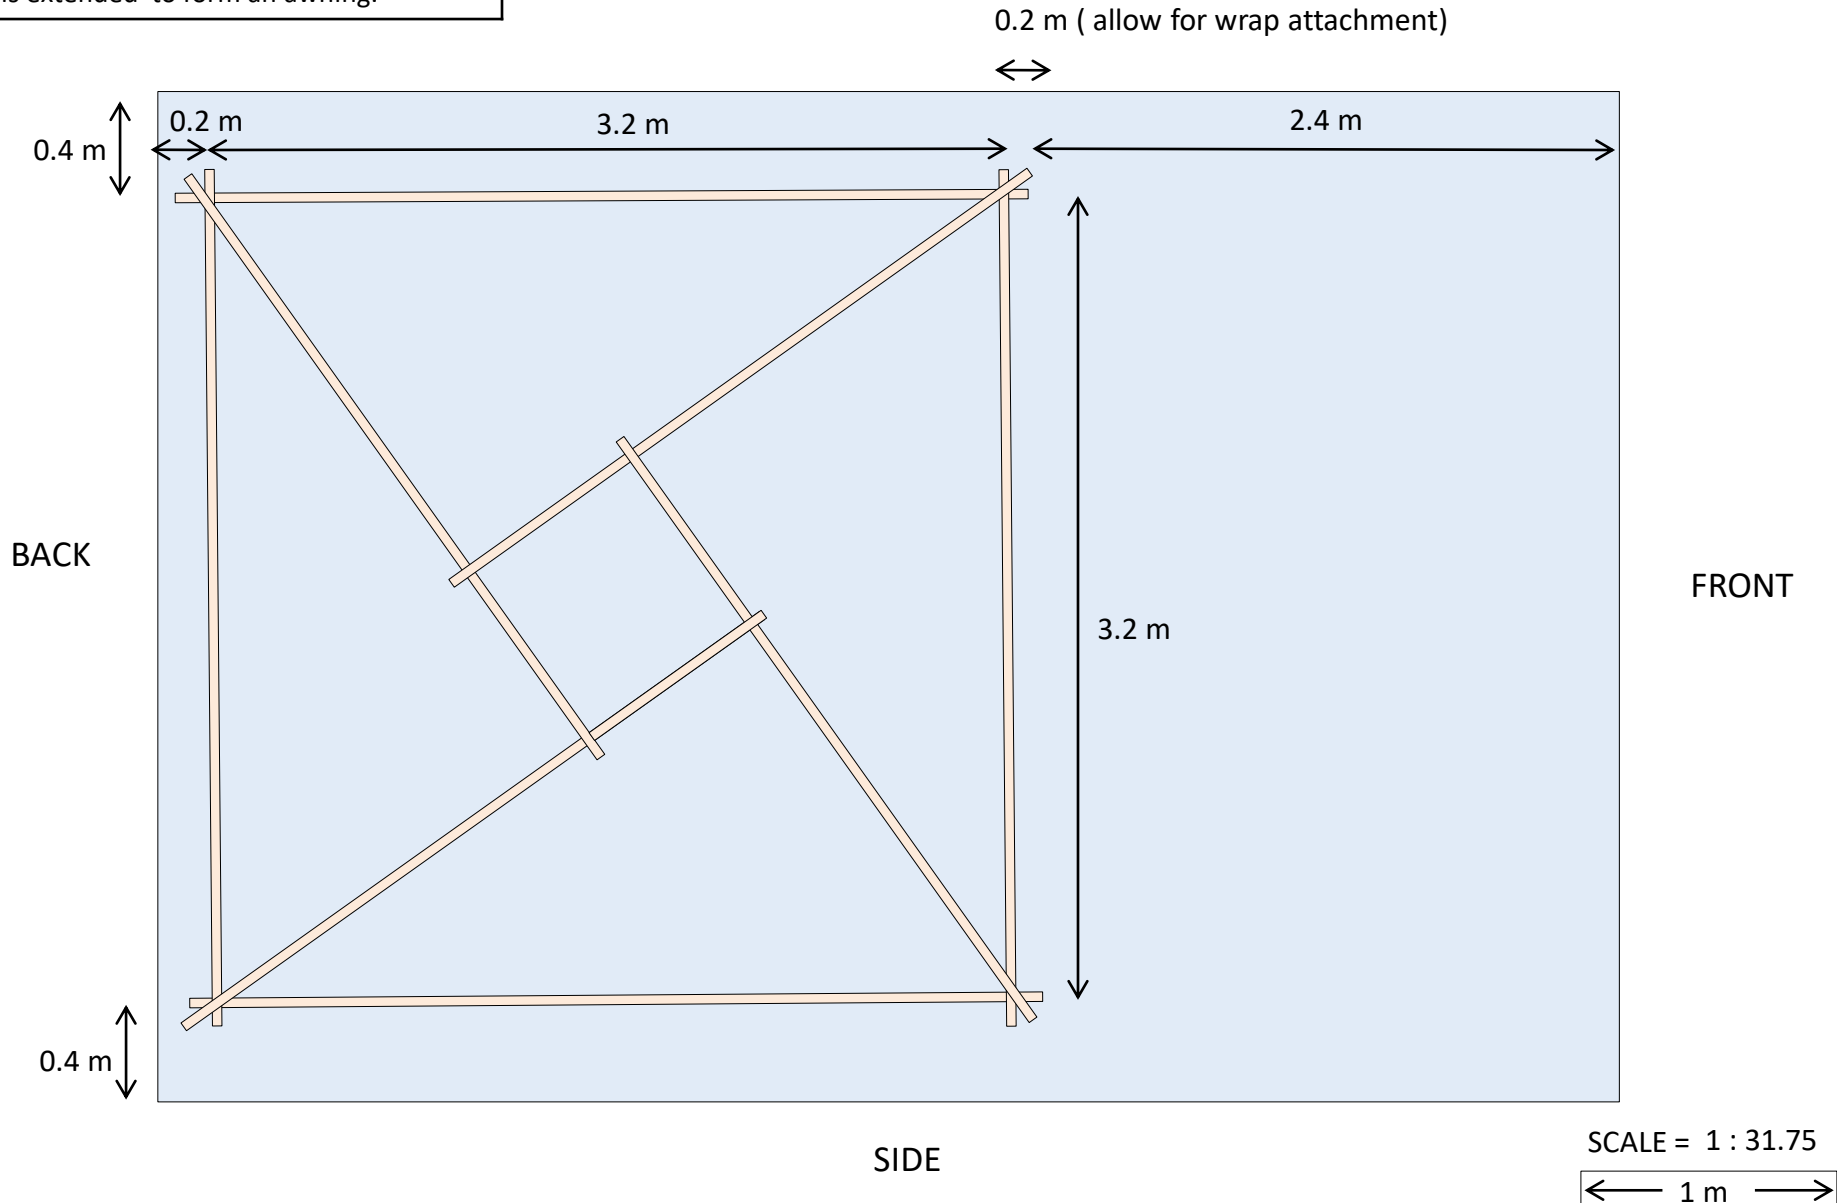 is extended to form an awning.
0.2 m ( allow for wrap attachment)
0.2 m
3.2 m
2.4 m
0.4 m
BACK
FRONT
3.2 m
0.4 m
SIDE
SCALE = 1 : 31.75
1 m